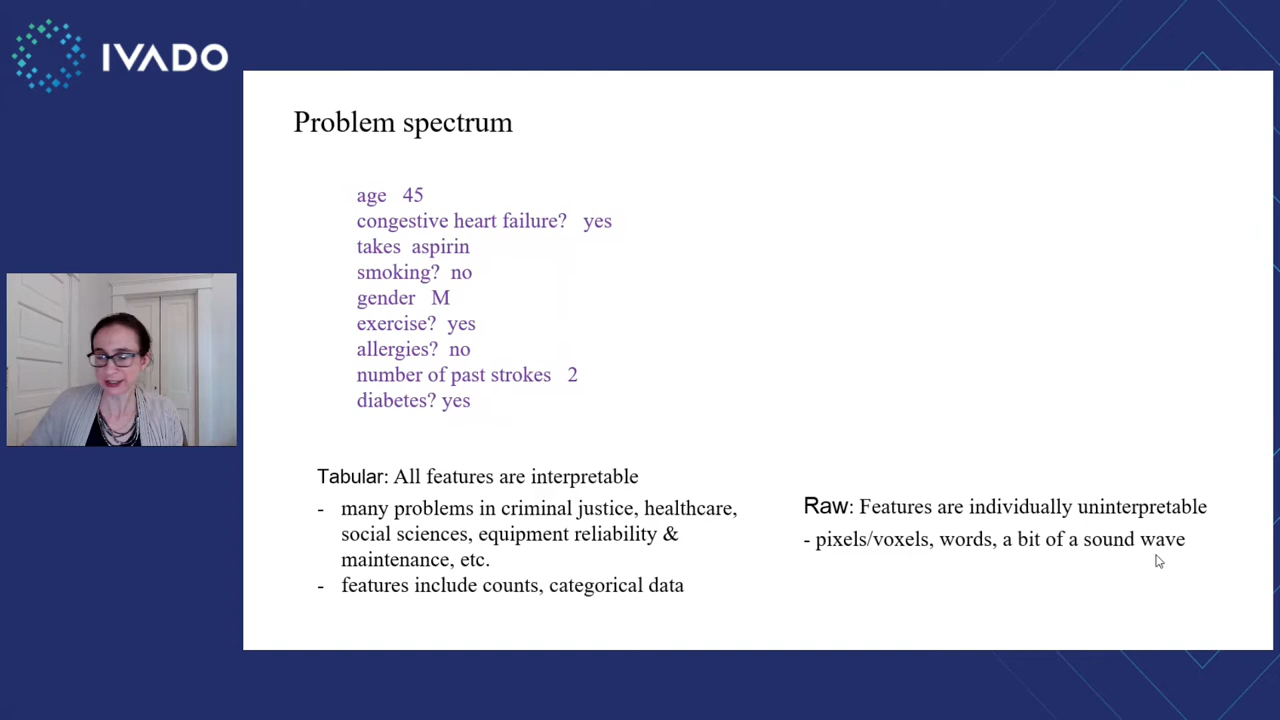 IVADO
Problem spectrum
age 45
congestive heart failure? yes
takes aspirin
smoking? no
gender M
exercise? yes
allergies? no
number of past strokes 2
diabetes? yes
Tabular: All features are interpretable
- many problems in criminal justice, healthcare,
social sciences, equipment reliability &
maintenance, etc.
- features include counts, categorical data
Raw: Features are individually uninterpretable
- pixels/voxels, words, a bit of a sound wave